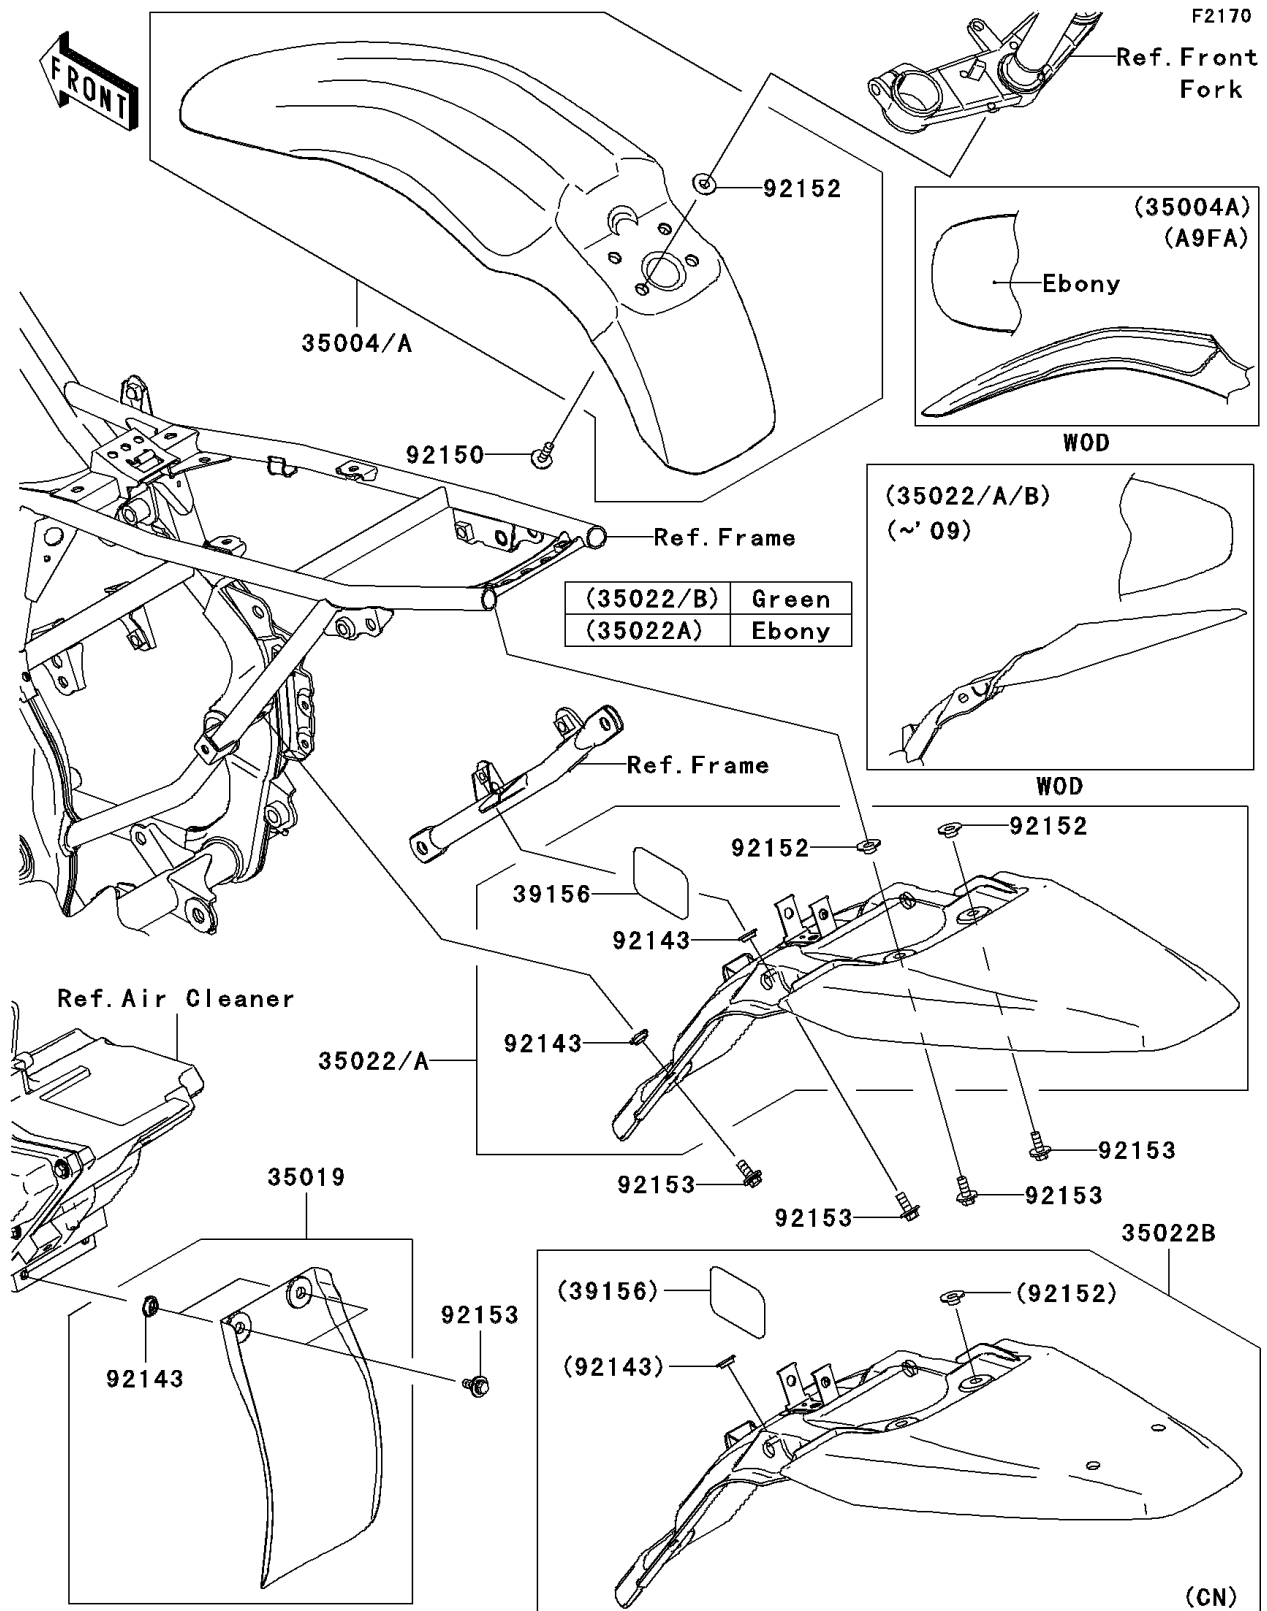 F2170
FRONT
Ref.Front
Fork
92152
(35004A)
(A9FA)
Ebony
35004/A
WOD
92150
(35022/A/B)
(~'09)
Ref.Frame
(35022/B) Green
(35022A) Ebony
Ref.Frame
WOD
92152
92152
39156
92143
Ref.Air Cleaner
92143
35022/A
92153
92153
92153
92153
35019
35022B
(39156)
(92152)
92153
(92143)
92143
(CN)